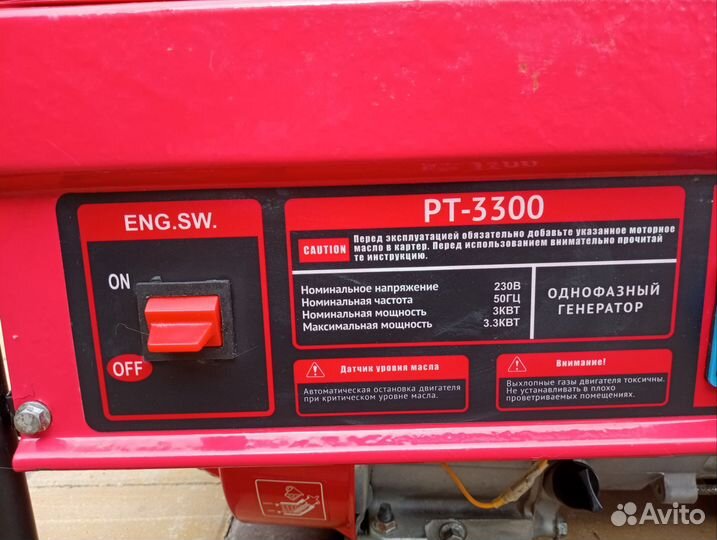 ENG.SW.
ON
OFF
PT-3300
CAUTION
Перед эксплуатацией обязательно добавьте указанное моторное
масло в картер. Перед использованием внимательно прочитай
те инструкцию.
Номинальное напряжение 230В
Номинальная частота 50ГЦ
Номинальная мощность 3КВТ
Максимальная мощность 3.3КВТ
ОДНОФАЗНЫЙ
ГЕНЕРАТОР
Датчик уровня масла
Автоматическая остановка двигателя
при критическом уровне масла.
Внимание!
Выхлопные газы двигателя токсичны.
Не устанавливать в плохо
проветриваемых помещениях.
Avito